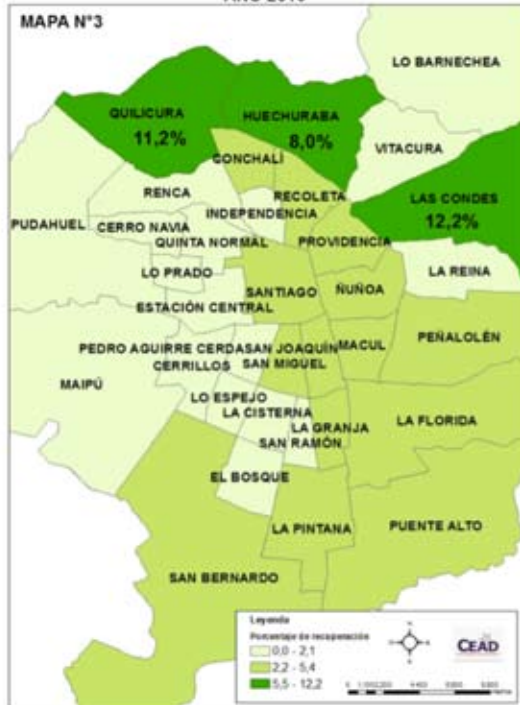 MAPA N°3
LO BARNECHEA
QUILICURA
11,2%
HUECHURABA
8,0%
CONCHALÍ
VITACURA
RENCA
RECOLETA
LAS CONDES
12,2%
INDEPENDENCIA
PUDAHUEL
CERRO NAVIA
QUINTA NORMAL
PROVIDENCIA
LO PRADO
LA REINA
SANTIAGO
ÑUÑOA
ESTACIÓN CENTRAL
PEDRO AGUIRRE CERDA
SAN JOAQUÍN
MACUL
PEÑALOLÉN
CERRILLOS
SAN MIGUEL
MAIPÚ
LO ESPEJO
LA CISTERNA
LA GRANJA
LA FLORIDA
SAN RAMÓN
EL BOSQUE
LA PINTANA
PUENTE ALTO
SAN BERNARDO
Leyenda
Porcentaje de recuperación
0,0 - 2,1
2,2 - 5,4
5,5 - 12,2
CEAD